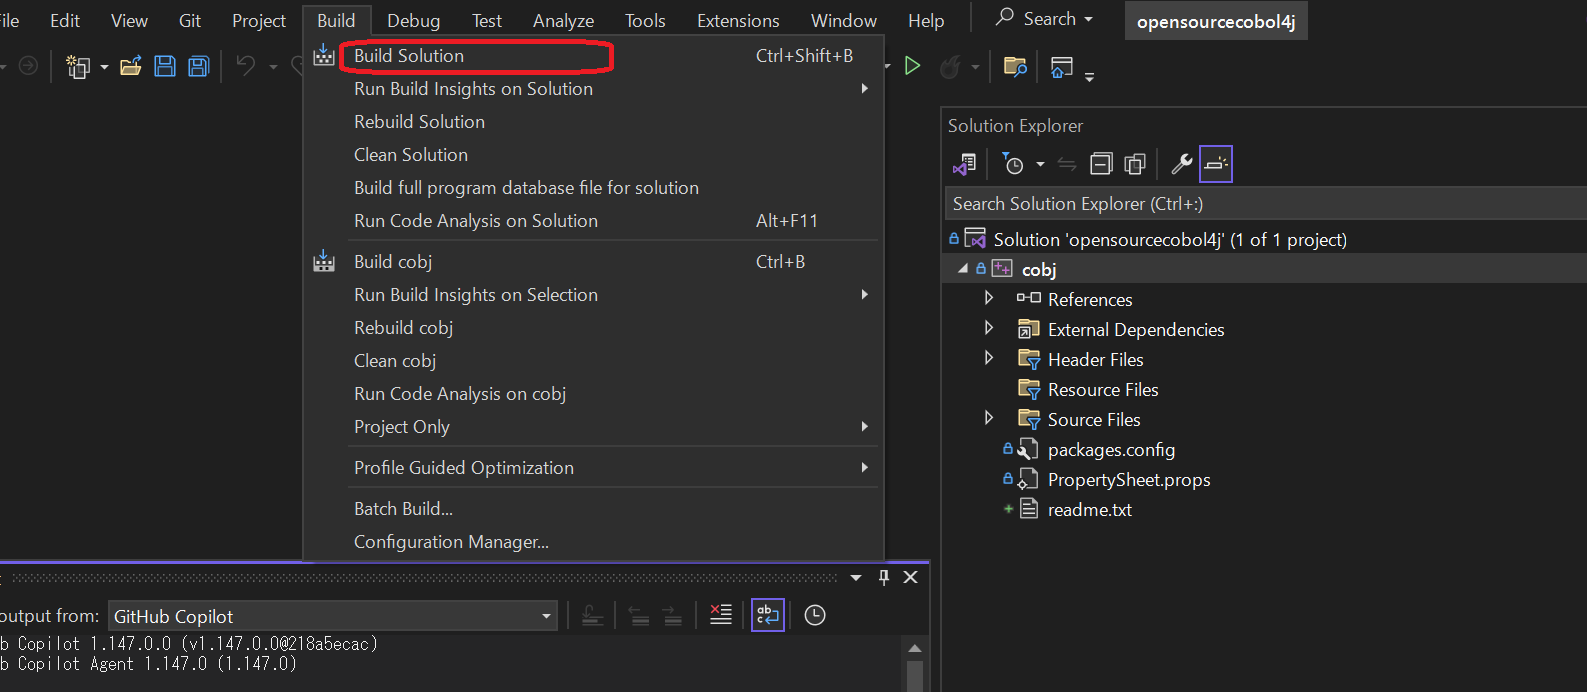 File Edit View Git Project Build Debug Test Analyze Tools Extensions Window Help Search opensourcecobol4j
Build Solution Ctrl+Shift+B
Run Build Insights on Solution
Rebuild Solution
Clean Solution
Build full program database file for solution
Run Code Analysis on Solution Alt+F11
Build cobj Ctrl+B
Run Build Insights on Selection
Rebuild cobj
Clean cobj
Run Code Analysis on cobj
Project Only
Profile Guided Optimization
Batch Build...
Configuration Manager...
Solution Explorer
Search Solution Explorer (Ctrl+:)
Solution 'opensourcecobol4j' (1 of 1 project)
cobj
References
External Dependencies
Header Files
Resource Files
Source Files
packages.config
PropertySheet.props
readme.txt
output from: GitHub Copilot
b Copilot 1.147.0.0 (v1.147.0.0@218a5ecac)
b Copilot Agent 1.147.0 (1.147.0)